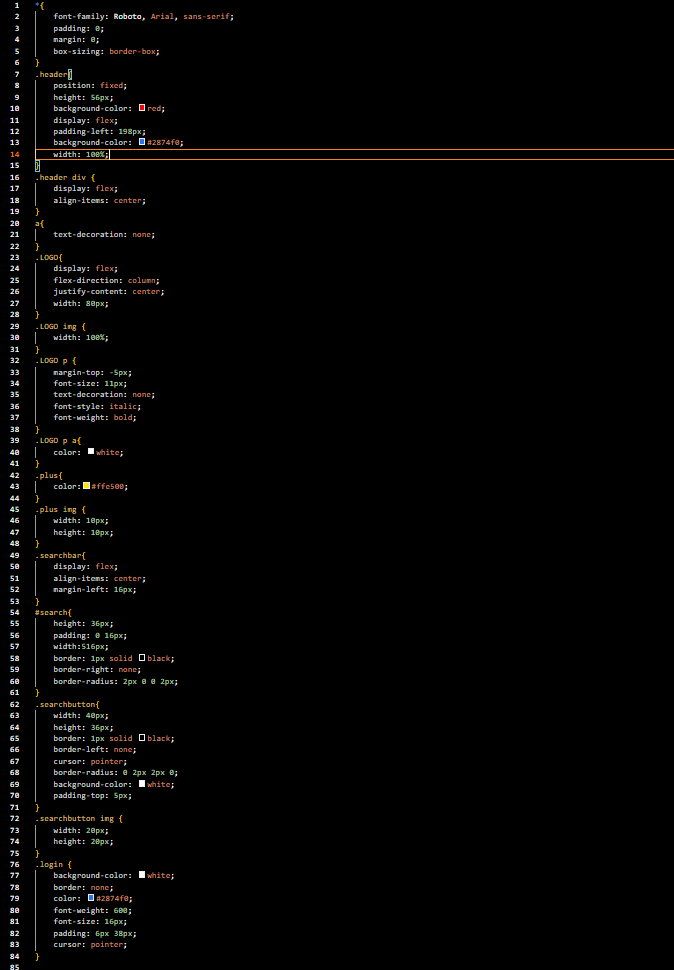 1 *{
2 font-family: Roboto, Arial, sans-serif;
3 padding: 0;
4 margin: 0;
5 box-sizing: border-box;
6 }
7 .header{
8 position: fixed;
9 height: 56px;
10 background-color: red;
11 display: flex;
12 padding-left: 198px;
13 background-color: #2874f0;
14 width: 100%;
15 }
16 .header div {
17 display: flex;
18 align-items: center;
19 }
20 a{
21 text-decoration: none;
22 }
23 .LOGO{
24 display: flex;
25 flex-direction: column;
26 justify-content: center;
27 width: 80px;
28 }
29 .LOGO img {
30 width: 100%;
31 }
32 .LOGO p {
33 margin-top: -5px;
34 font-size: 11px;
35 text-decoration: none;
36 font-style: italic;
37 font-weight: bold;
38 }
39 .LOGO p a{
40 color: white;
41 }
42 .plus{
43 color:#ffe500;
44 }
45 .plus img {
46 width: 10px;
47 height: 10px;
48 }
49 .searchbar{
50 display: flex;
51 align-items: center;
52 margin-left: 16px;
53 }
54 #search{
55 height: 36px;
56 padding: 0 16px;
57 width:516px;
58 border: 1px solid black;
59 border-right: none;
60 border-radius: 2px 0 0 2px;
61 }
62 .searchbutton{
63 width: 40px;
64 height: 36px;
65 border: 1px solid black;
66 border-left: none;
67 cursor: pointer;
68 border-radius: 0 2px 2px 0;
69 background-color: white;
70 padding-top: 5px;
71 }
72 .searchbutton img {
73 width: 20px;
74 height: 20px;
75 }
76 .login {
77 background-color: white;
78 border: none;
79 color: #2874f0;
80 font-weight: 600;
81 font-size: 16px;
82 padding: 6px 38px;
83 cursor: pointer;
84 }
85